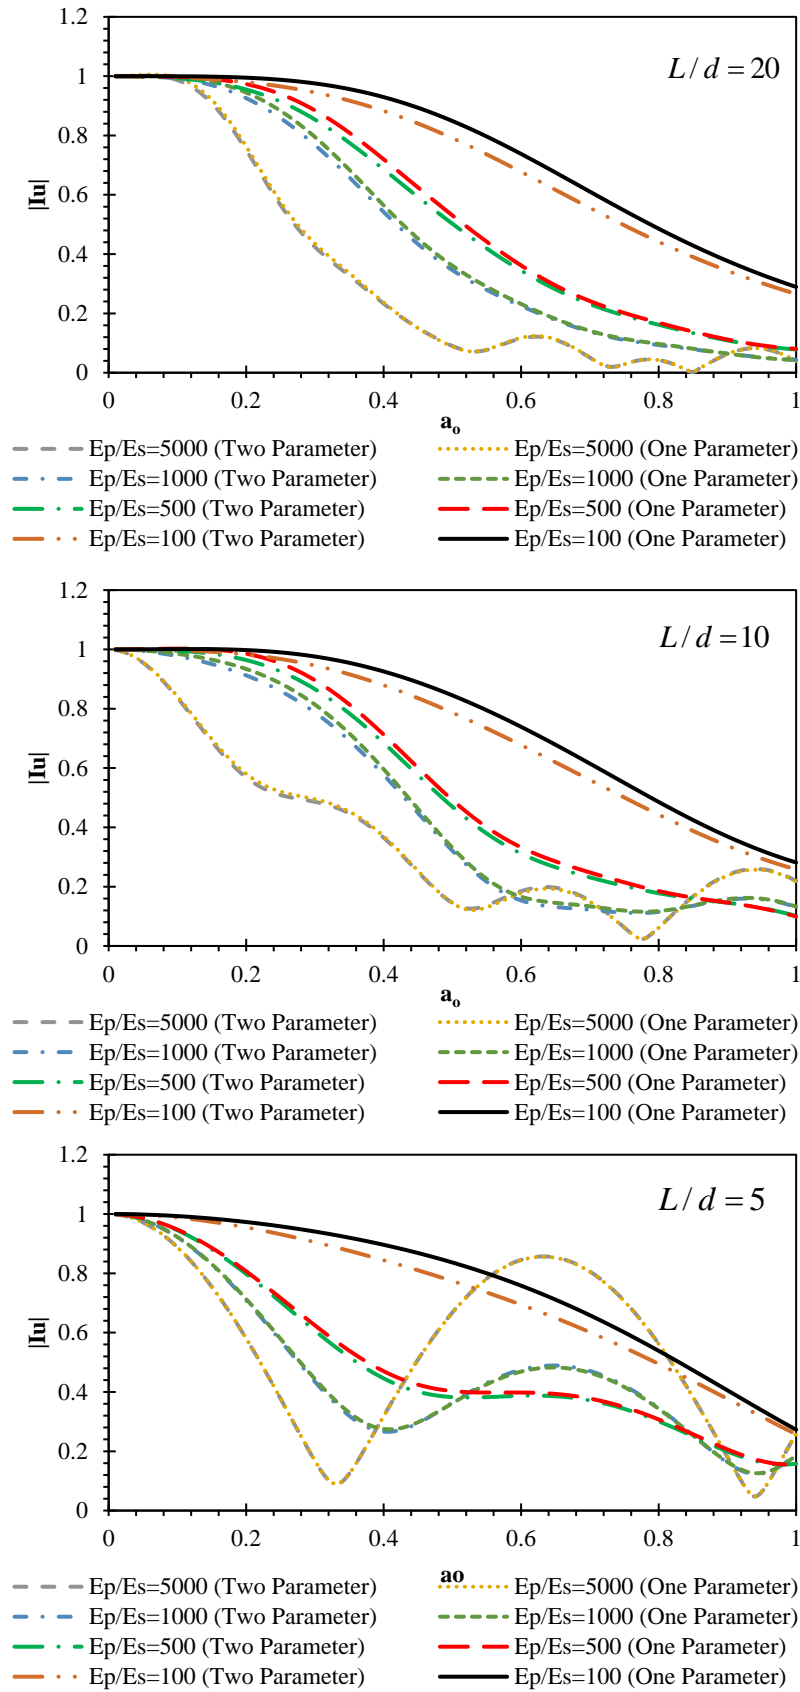 1.2
L/d = 20
1
0.8
0.6
|Iu|
0.4
0.2
0
0 0.2 0.4 0.6 0.8 1
ao
Ep/Es=5000 (Two Parameter) Ep/Es=5000 (One Parameter)
Ep/Es=1000 (Two Parameter) Ep/Es=1000 (One Parameter)
Ep/Es=500 (Two Parameter) Ep/Es=500 (One Parameter)
Ep/Es=100 (Two Parameter) Ep/Es=100 (One Parameter)
1.2
L/d = 10
1
0.8
0.6
|Iu|
0.4
0.2
0
0 0.2 0.4 0.6 0.8 1
ao
Ep/Es=5000 (Two Parameter) Ep/Es=5000 (One Parameter)
Ep/Es=1000 (Two Parameter) Ep/Es=1000 (One Parameter)
Ep/Es=500 (Two Parameter) Ep/Es=500 (One Parameter)
Ep/Es=100 (Two Parameter) Ep/Es=100 (One Parameter)
1.2
L/d = 5
1
0.8
0.6
|Iu|
0.4
0.2
0
0 0.2 0.4 0.6 0.8 1
ao
Ep/Es=5000 (Two Parameter) Ep/Es=5000 (One Parameter)
Ep/Es=1000 (Two Parameter) Ep/Es=1000 (One Parameter)
Ep/Es=500 (Two Parameter) Ep/Es=500 (One Parameter)
Ep/Es=100 (Two Parameter) Ep/Es=100 (One Parameter)